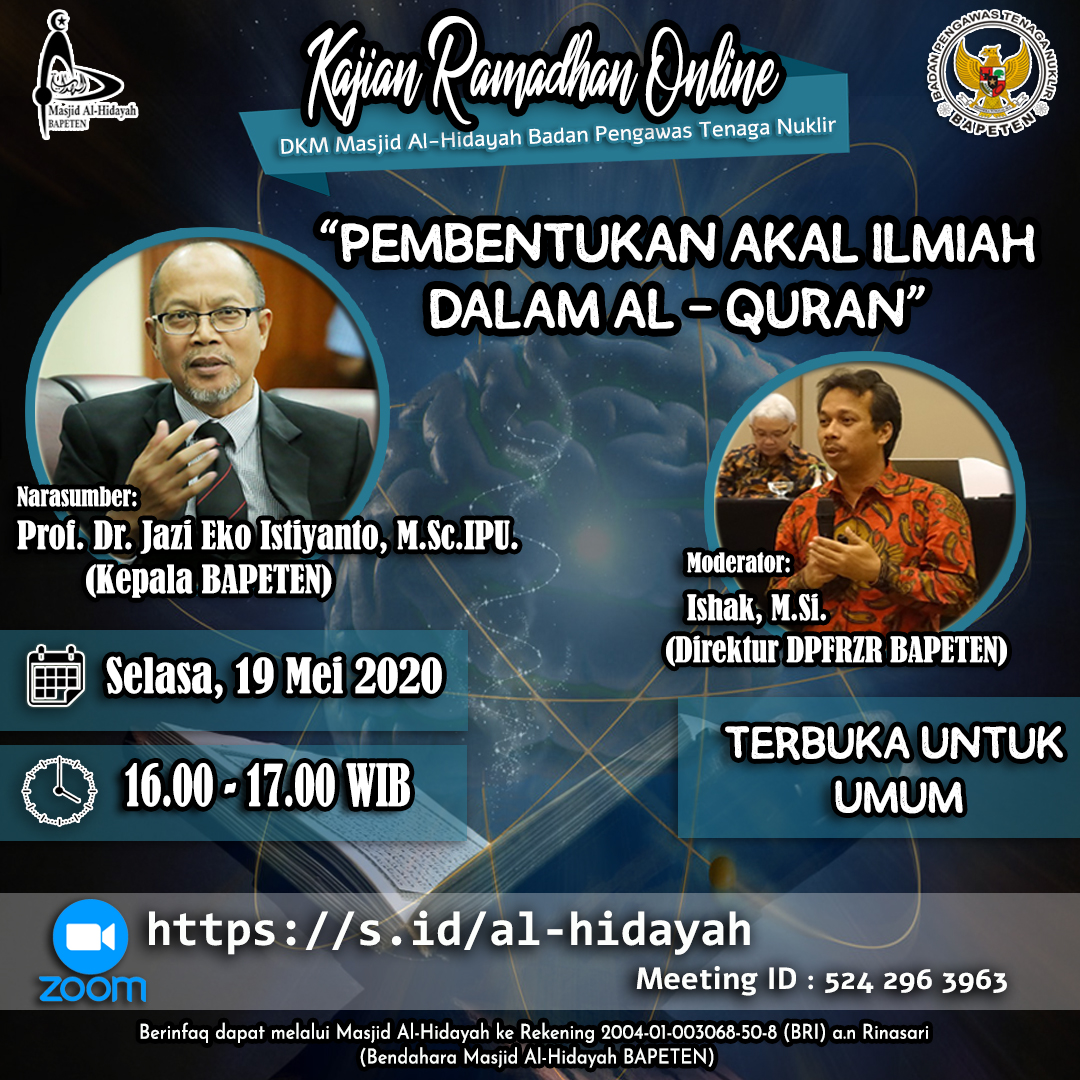 Masjid Al-Hidayah
BAPETEN
Kajian Ramadhan Online
DKM Masjid Al-Hidayah Badan Pengawas Tenaga Nuklir
BADAN PENGAWAS TENAGA NUKLIR
BAPETEN
“PEMBENTUKAN AKAL ILMIAH
DALAM AL - QURAN”
Narasumber:
Prof. Dr. Jazi Eko Istiyanto, M.Sc.IPU.
(Kepala BAPETEN)
Moderator:
Ishak, M.Si.
(Direktur DPFRZR BAPETEN)
Selasa, 19 Mei 2020
16.00 - 17.00 WIB
TERBUKA UNTUK
UMUM
zoom
https://s.id/al-hidayah
Meeting ID : 524 296 3963
Berinfaq dapat melalui Masjid Al-Hidayah ke Rekening 2004-01-003068-50-8 (BRI) a.n Rinasari
(Bendahara Masjid Al-Hidayah BAPETEN)